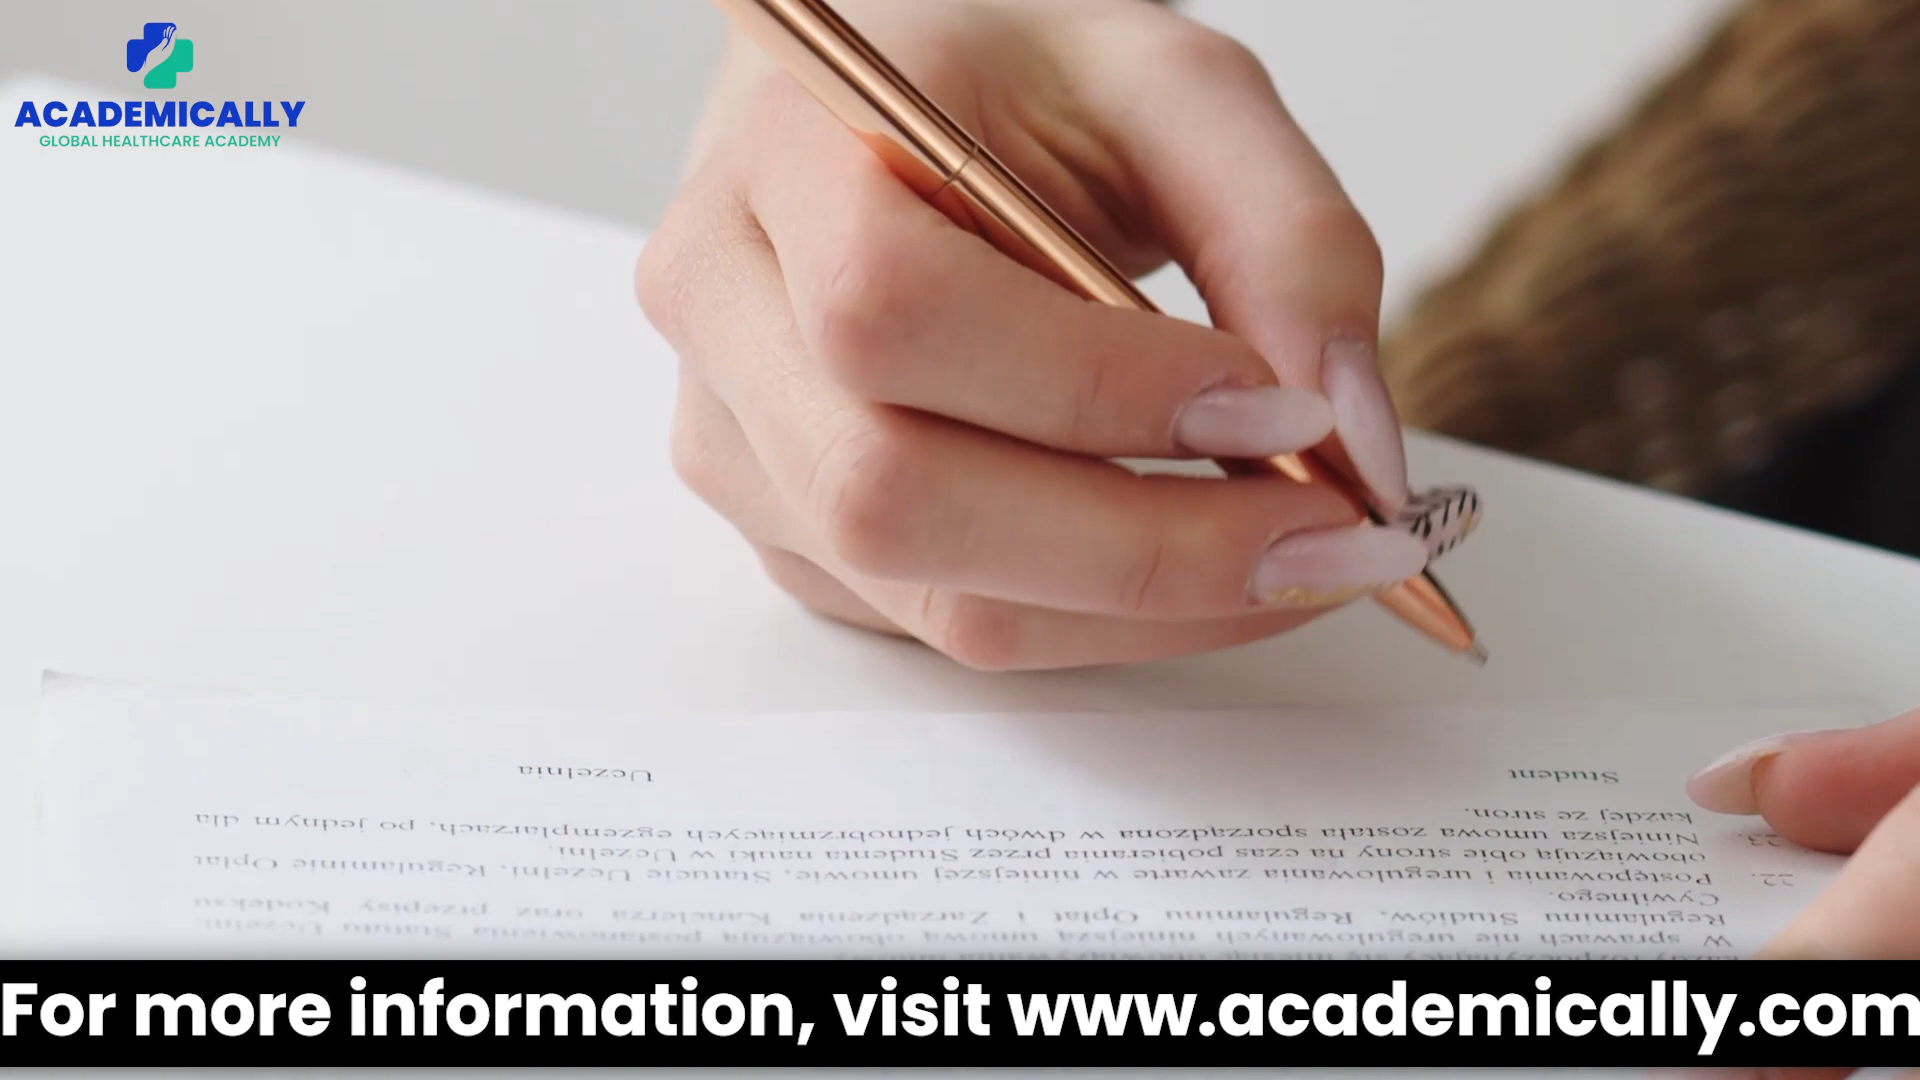 ACADEMICALLY
GLOBAL HEALTHCARE ACADEMY
W sprawach nie uregulowanych niniejszą umową obowiązują postanowienia Statutu Uczelni,
Regulaminu Studiów, Regulaminu Opłat i Zarządzenia Kanclerza oraz przepisy Kodeksu
Cywilnego.
22. Postępowania i uregulowania zawarte w niniejszej umowie, Statucie Uczelni, Regulaminie Opłat
obowiązują obie strony na czas pobierania przez Studenta nauki w Uczelni.
23. Niniejsza umowa została sporządzona w dwóch jednobrzmiących egzemplarzach, po jednym dla
każdej ze stron.
Student Uczelnia
For more information, visit www.academically.com